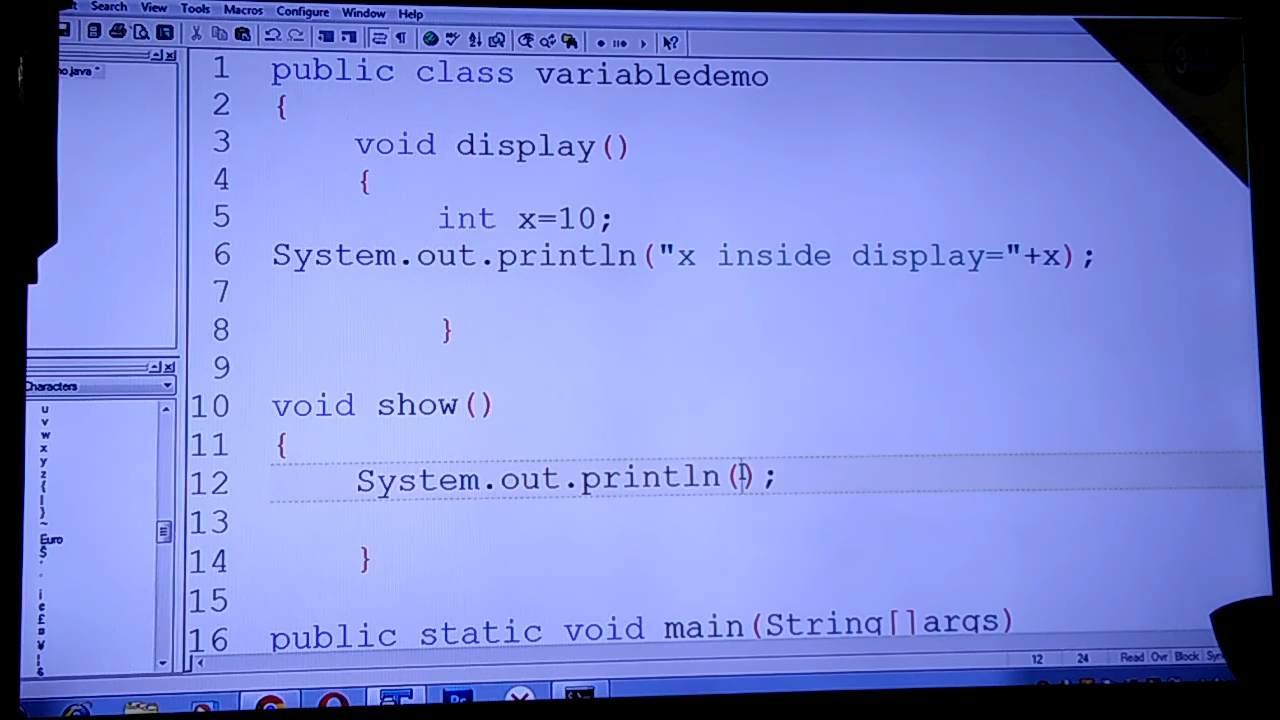 Search View Tools Macros Configure Window Help
1 public class variabledemo
2 {
3 void display()
4 {
5 int x=10;
6 System.out.println("x inside display="+x);
7
8 }
9
10 void show()
11 {
12 System.out.println();
13
14 }
15
16 public static void main(String[]args)
Characters
u
v
w
x
y
z
{
|
}
~
Euro
12 24 Read Ovr Block